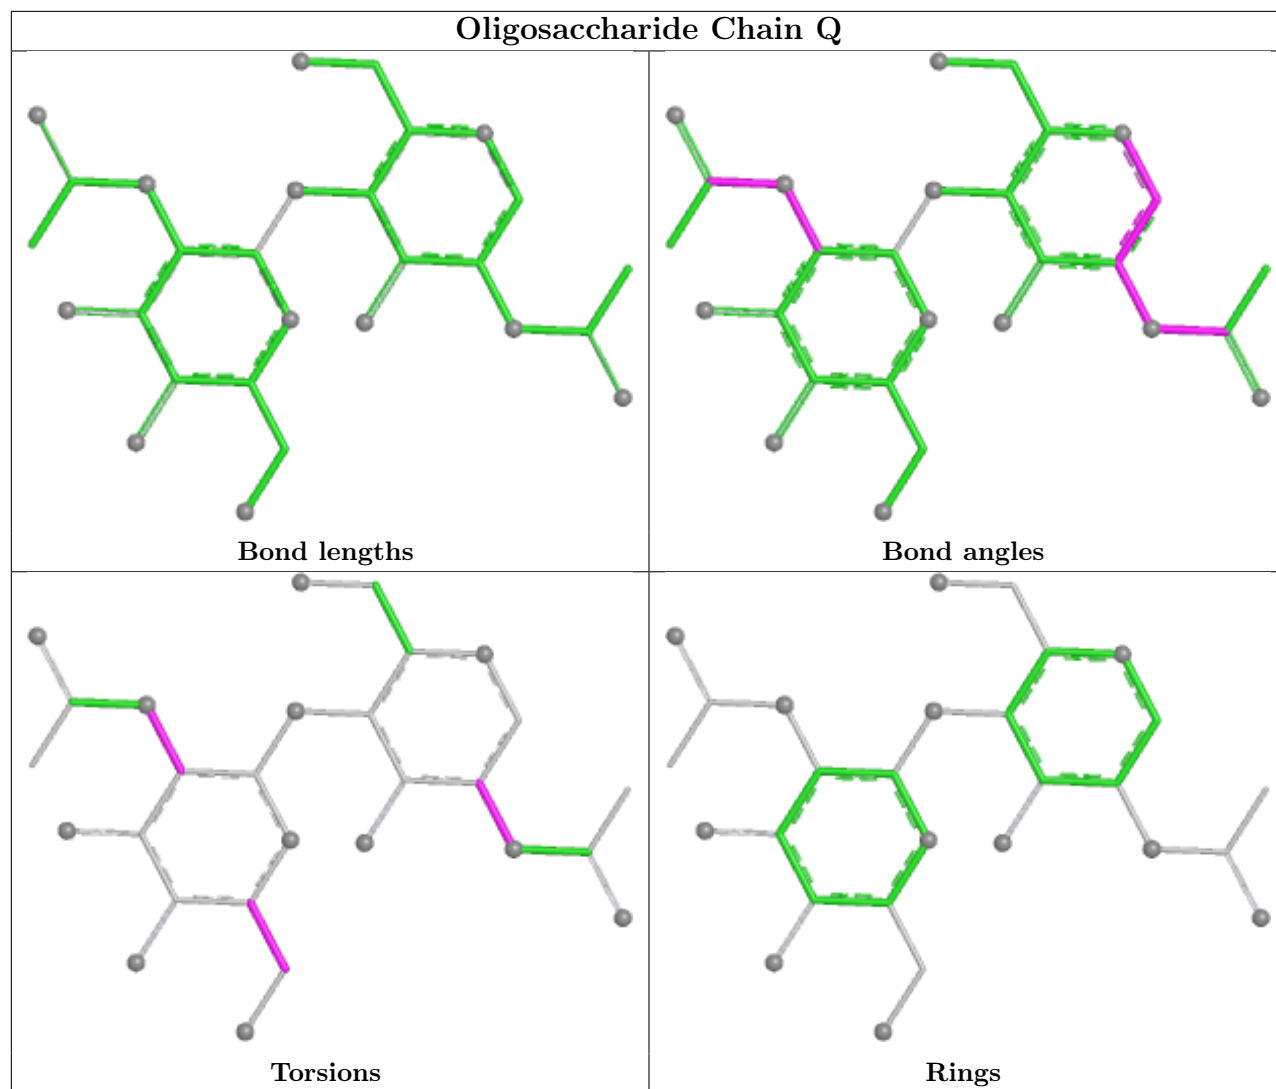 Oligosaccharide Chain Q
Bond lengths
Bond angles
Torsions
Rings